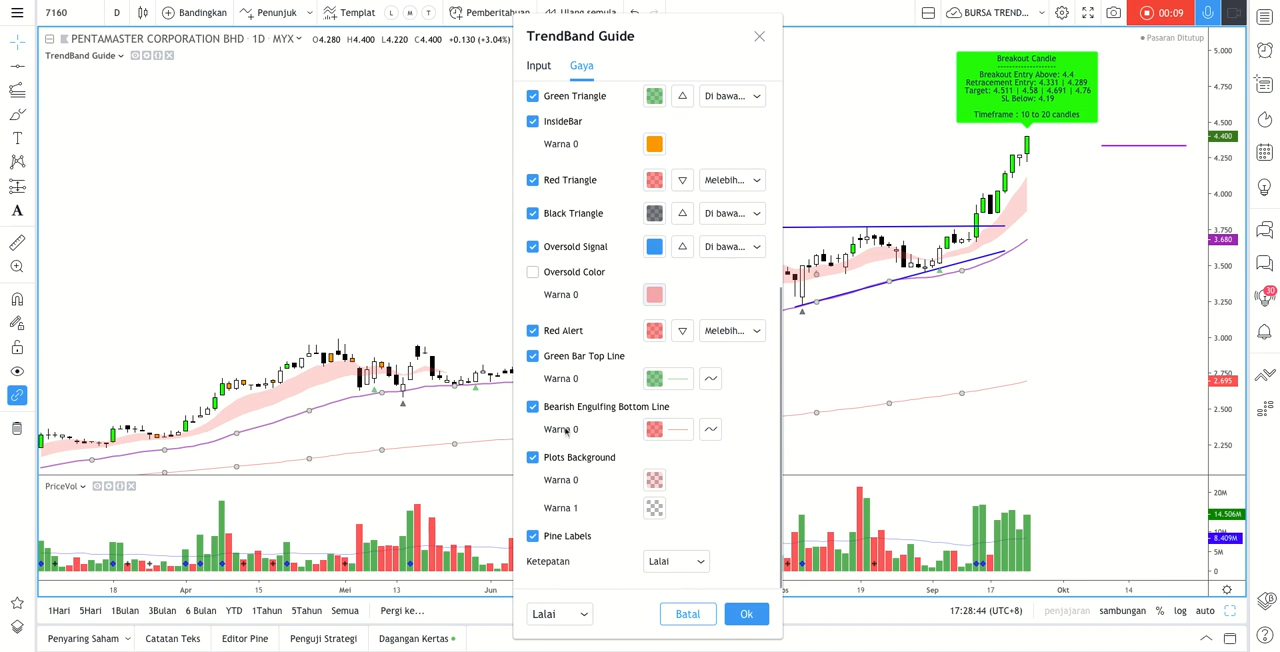 7160 D Bandingkan Penunjuk Templat L M T Pemberitahuan Ulang semula BURSA TREND... 00:09
PENTAMASTER CORPORATION BHD · 1D · MYX O4.280 H4.400 L4.220 C4.400 +0.130 (+3.04%)
TrendBand Guide
Pasaran Ditutup
TrendBand Guide
Input Gaya
Green Triangle Di bawa...
InsideBar
Warna 0
Red Triangle Melebih...
Black Triangle Di bawa...
Oversold Signal Di bawa...
Oversold Color
Warna 0
Red Alert Melebih...
Green Bar Top Line
Warna 0
Bearish Engulfing Bottom Line
Warna 0
Plots Background
Warna 0
Warna 1
Pine Labels
Ketepatan Lalai
Lalai Batal Ok
Breakout Candle
--------------------
Breakout Entry Above: 4.4
Retracement Entry: 4.331 | 4.289
Target: 4.511 | 4.58 | 4.691 | 4.76
SL Below: 4.19
Timeframe : 10 to 20 candles
5.000
4.750
4.500
4.400
4.250
4.000
3.750
3.680
3.500
3.250
3.000
2.750
2.695
2.500
2.250
PriceVol
20M
14.506M
8.409M
5M
0
18 Apr 15 Mei 13 Jun 19 Sep 17 Okt 14
1Hari 5Hari 1Bulan 3Bulan 6 Bulan YTD 1Tahun 5Tahun Semua Pergi ke... 17:28:44 (UTC+8) penjajaran sambungan % log auto
Penyaring Saham Catatan Teks Editor Pine Penguji Strategi Dagangan Kertas
30